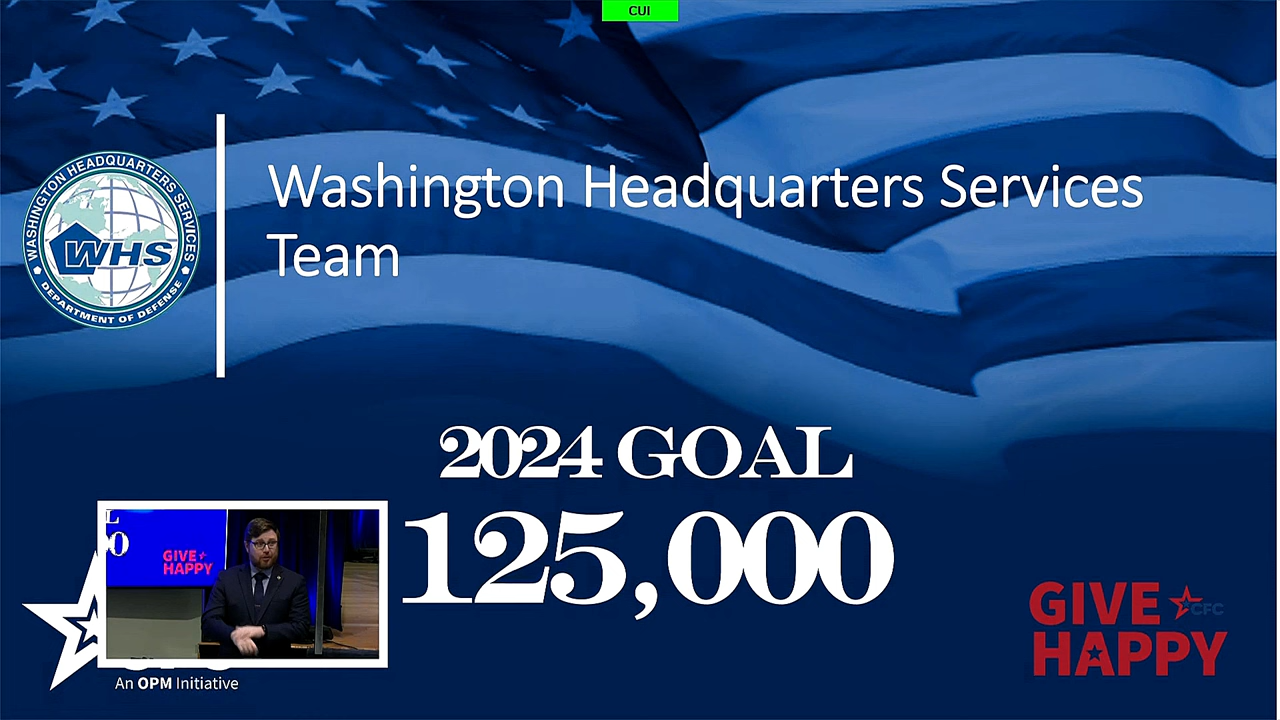 CUI
WASHINGTON HEADQUARTERS SERVICES
WHS
DEPARTMENT OF DEFENSE
Washington Headquarters Services
Team
2024 GOAL
125,000
GIVE
HAPPY
An OPM Initiative
GIVE CFC
HAPPY